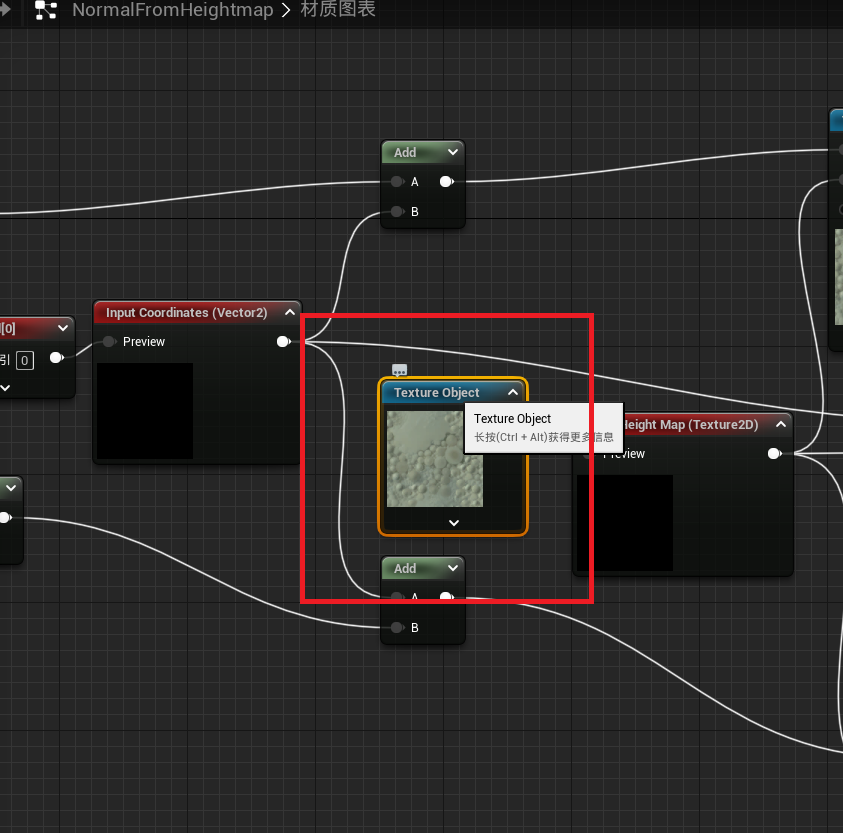 NormalFromHeightmap > 材质图表
Add
A
B
[0]
引 0
Input Coordinates (Vector2)
Preview
Texture Object
Texture Object
长按(Ctrl + Alt)获得更多信息
Height Map (Texture2D)
Preview
Add
A
B